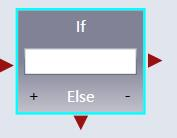 If
+ Else -